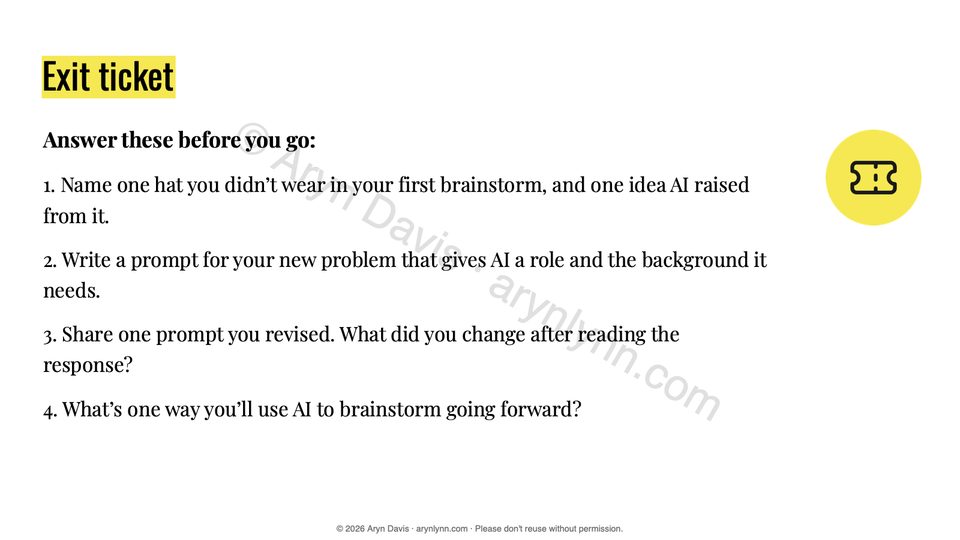 Exit ticket
Answer these before you go:
1. Name one hat you didn’t wear in your first brainstorm, and one idea AI raised
from it.
2. Write a prompt for your new problem that gives AI a role and the background it
needs.
3. Share one prompt you revised. What did you change after reading the
response?
4. What’s one way you’ll use AI to brainstorm going forward?
© Aryn Davis · arynlynn.com
© 2026 Aryn Davis · arynlynn.com · Please don't reuse without permission.